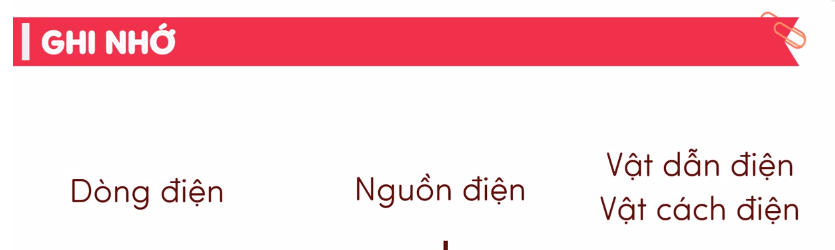 GHI NHỚ
Dòng điện
Nguồn điện
Vật dẫn điện
Vật cách điện